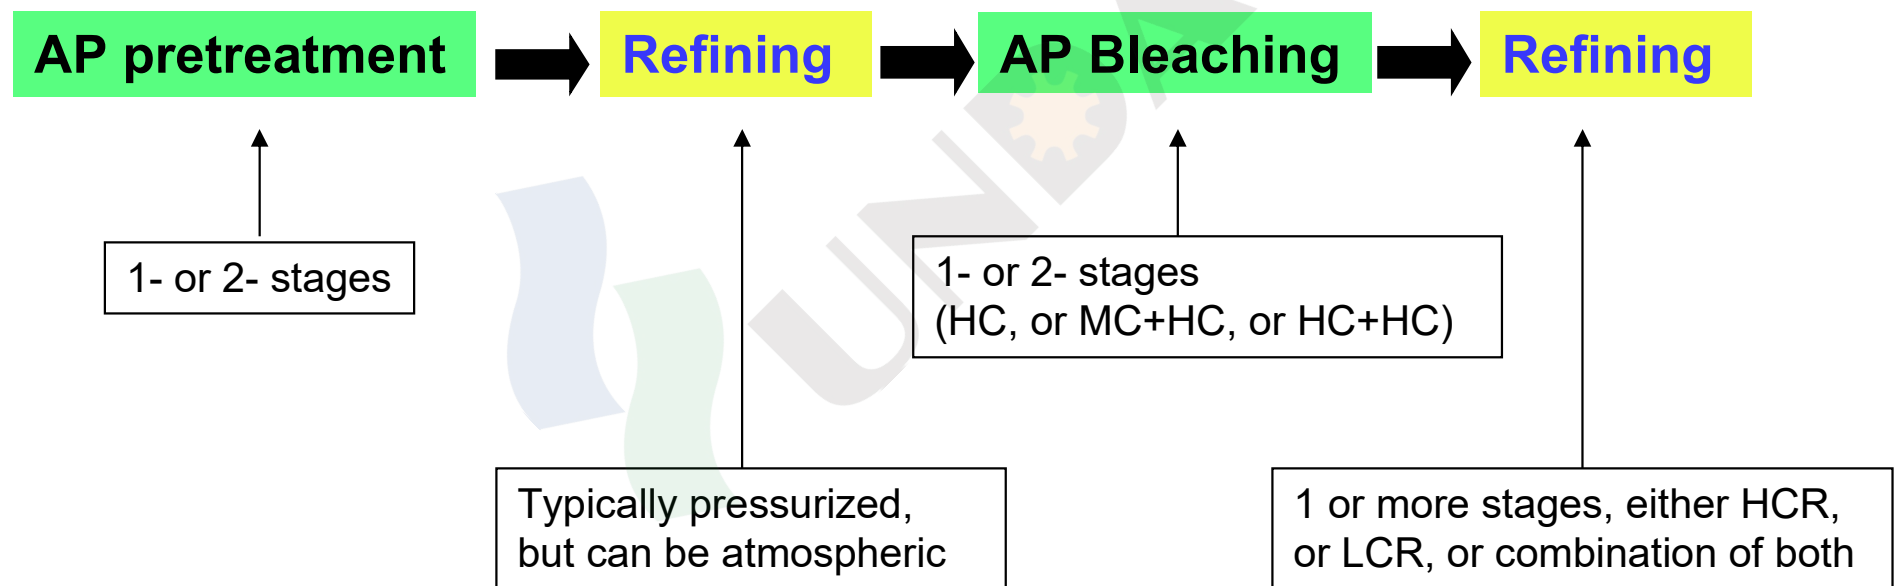 AP pretreatment
Refining
AP Bleaching
Refining
1- or 2- stages
1- or 2- stages
(HC, or MC+HC, or HC+HC)
Typically pressurized,
but can be atmospheric
1 or more stages, either HCR,
or LCR, or combination of both
UNDA